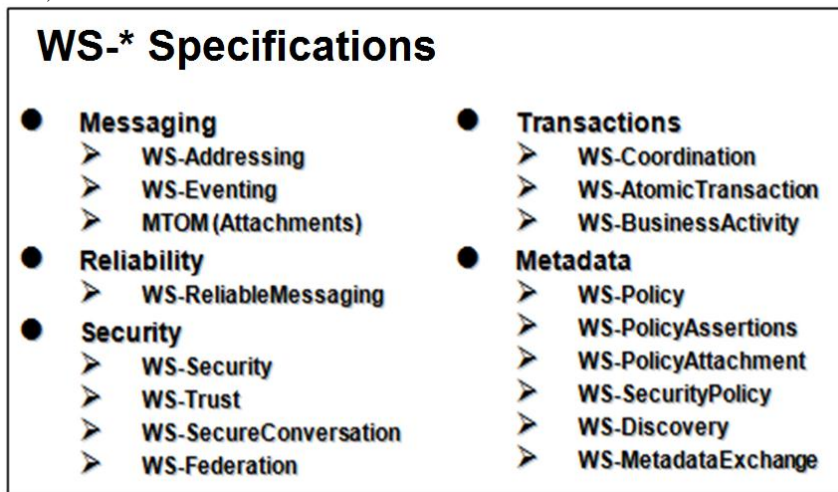 WS-* Specifications
Messaging
WS-Addressing
WS-Eventing
MTOM (Attachments)
Reliability
WS-ReliableMessaging
Security
WS-Security
WS-Trust
WS-SecureConversation
WS-Federation
Transactions
WS-Coordination
WS-AtomicTransaction
WS-BusinessActivity
Metadata
WS-Policy
WS-PolicyAssertions
WS-PolicyAttachment
WS-SecurityPolicy
WS-Discovery
WS-MetadataExchange